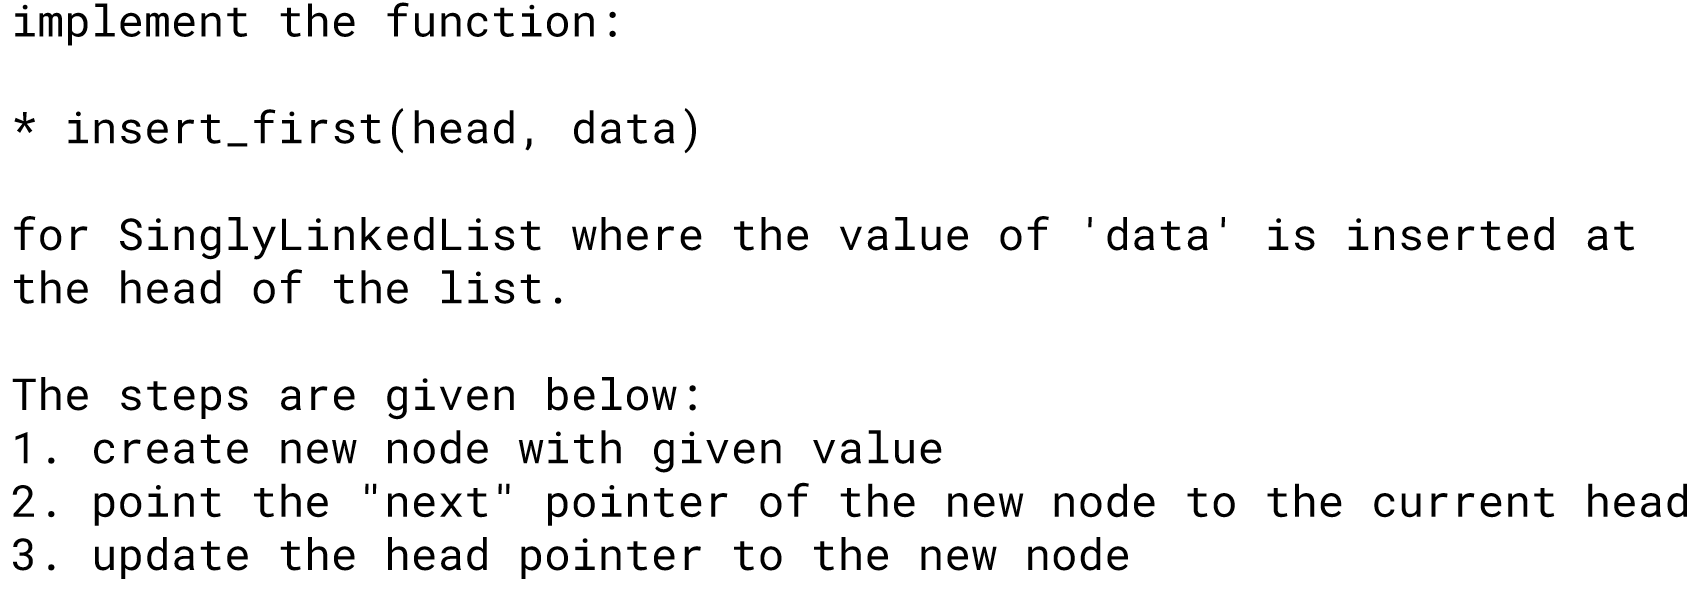 implement the function:
* insert_first(head, data)
for SinglyLinkedList where the value of 'data' is inserted at
the head of the list.
The steps are given below:
1. create new node with given value
2. point the "next" pointer of the new node to the current head
3. update the head pointer to the new node